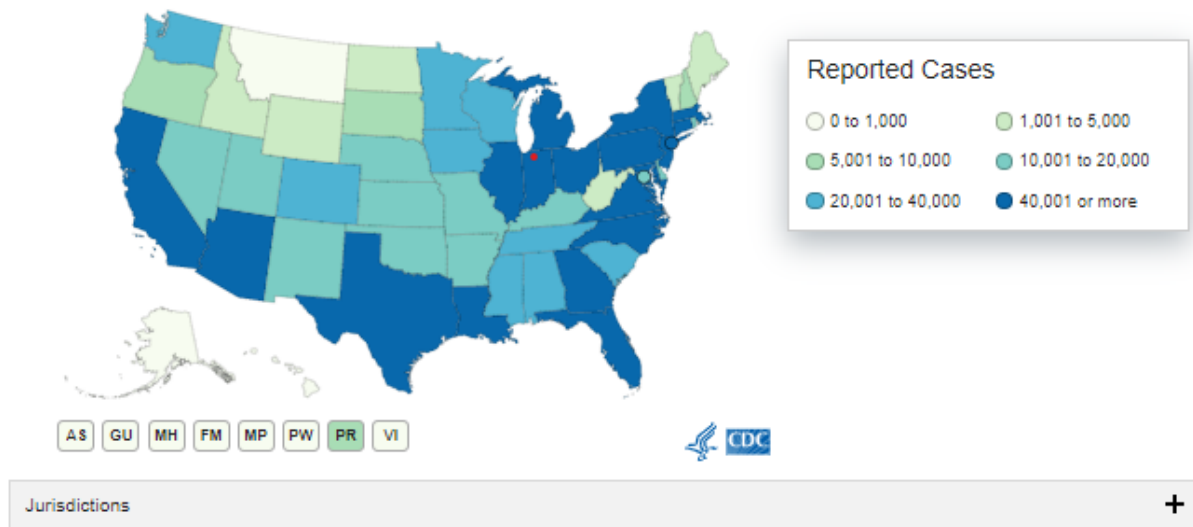 Reported Cases
0 to 1,000
1,001 to 5,000
5,001 to 10,000
10,001 to 20,000
20,001 to 40,000
40,001 or more
AS GU MH FM MP PW PR VI
CDC
Jurisdictions +